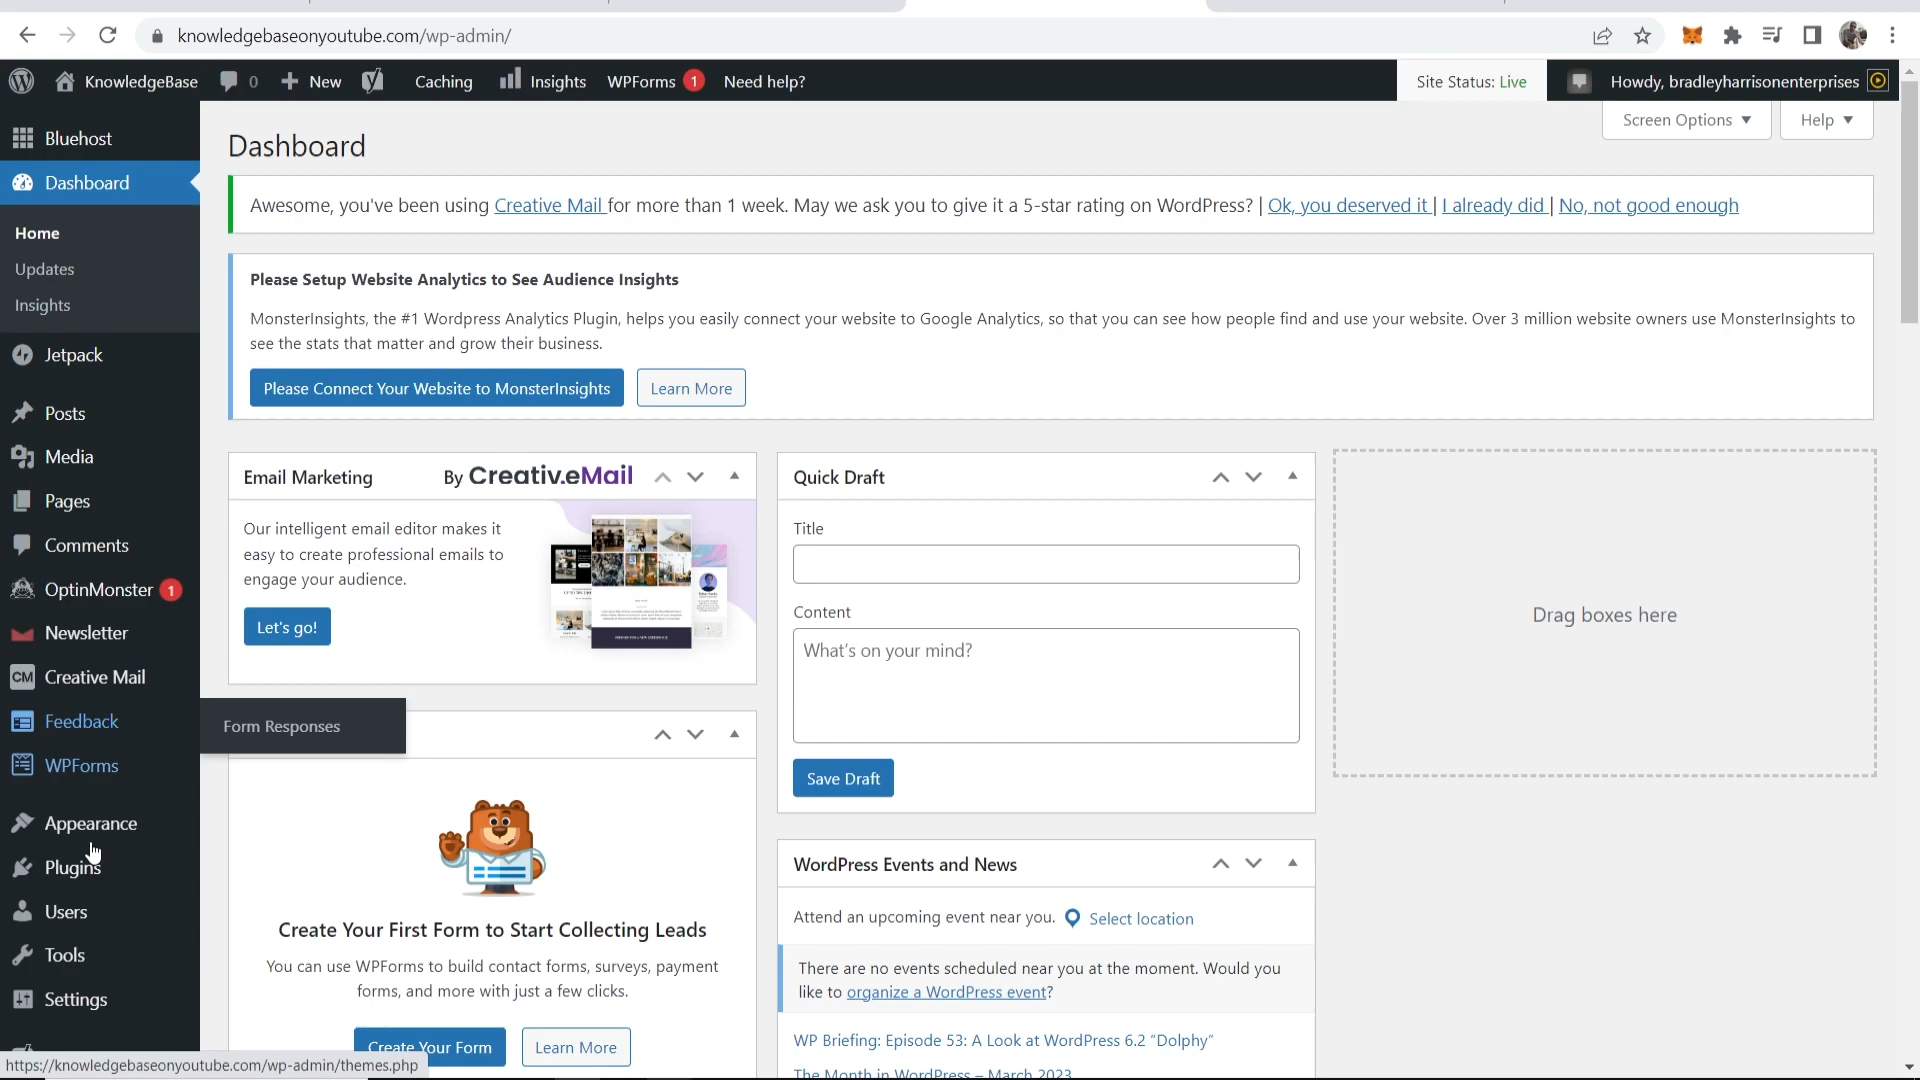 knowledgebaseonyoutube.com/wp-admin/
KnowledgeBase 0 New Caching Insights WPForms 1 Need help? Site Status: Live Howdy, bradleyharrisonenterprises
Screen Options Help
Bluehost
Dashboard
Home
Updates
Insights
Jetpack
Posts
Media
Pages
Comments
OptinMonster 1
Newsletter
CM Creative Mail
Feedback
Form Responses
WPForms
Appearance
Plugins
Users
Tools
Settings
Dashboard
Awesome, you've been using Creative Mail for more than 1 week. May we ask you to give it a 5-star rating on WordPress? | Ok, you deserved it | I already did | No, not good enough
Please Setup Website Analytics to See Audience Insights
MonsterInsights, the #1 Wordpress Analytics Plugin, helps you easily connect your website to Google Analytics, so that you can see how people find and use your website. Over 3 million website owners use MonsterInsights to
see the stats that matter and grow their business.
Please Connect Your Website to MonsterInsights Learn More
Email Marketing By Creativ.eMail
Our intelligent email editor makes it
easy to create professional emails to
engage your audience.
Let's go!
Create Your First Form to Start Collecting Leads
You can use WPForms to build contact forms, surveys, payment
forms, and more with just a few clicks.
Create Your Form Learn More
Quick Draft
Title
Content
What's on your mind?
Save Draft
WordPress Events and News
Attend an upcoming event near you. Select location
There are no events scheduled near you at the moment. Would you
like to organize a WordPress event?
WP Briefing: Episode 53: A Look at WordPress 6.2 “Dolphy”
The Month in WordPress – March 2023
Drag boxes here
https://knowledgebaseonyoutube.com/wp-admin/themes.php